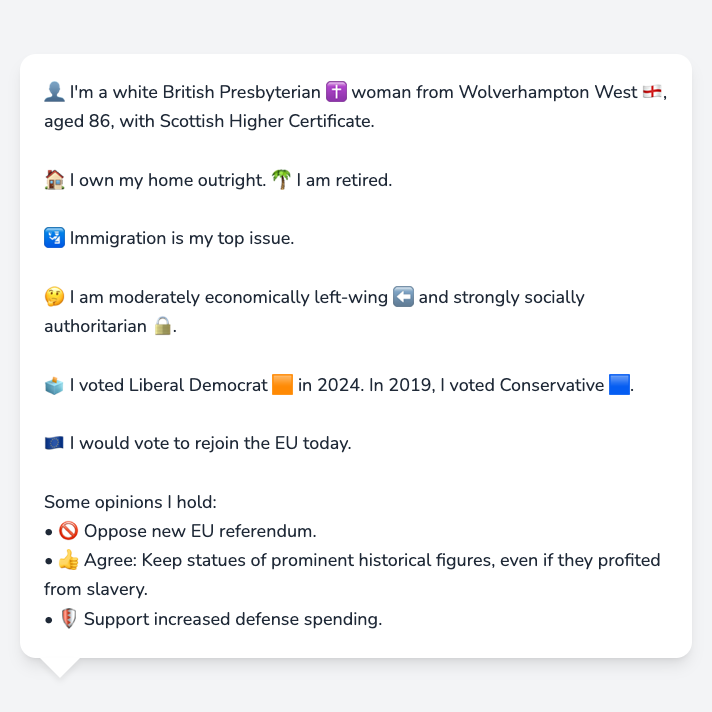 👤 I'm a white British Presbyterian ✝️ woman from Wolverhampton West 🏴󠁧󠁢󠁥󠁮󠁧󠁿,
aged 86, with Scottish Higher Certificate.
🏠 I own my home outright. 🌴 I am retired.
🛂 Immigration is my top issue.
🤔 I am moderately economically left-wing ⬅️ and strongly socially
authoritarian 🔒.
🗳️ I voted Liberal Democrat 🟧 in 2024. In 2019, I voted Conservative 🟦.
🇪🇺 I would vote to rejoin the EU today.
Some opinions I hold:
• 🚫 Oppose new EU referendum.
• 👍 Agree: Keep statues of prominent historical figures, even if they profited
from slavery.
• 🛡️ Support increased defense spending.